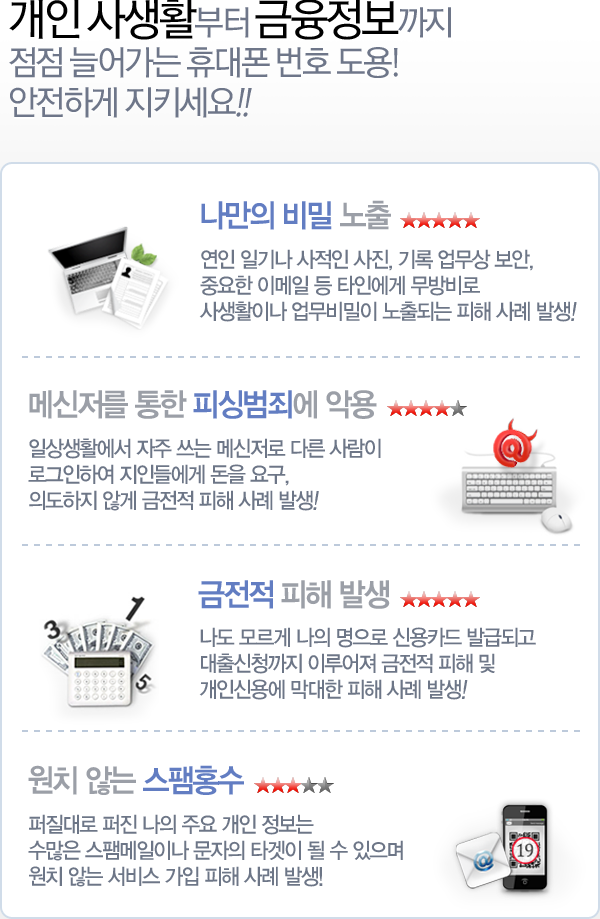 개인 사생활부터 금융정보까지
점점 늘어가는 휴대폰 번호 도용!
안전하게 지키세요!!
나만의 비밀 노출
연인 일기나 사적인 사진, 기록 업무상 보안,
중요한 이메일 등 타인에게 무방비로
사생활이나 업무비밀이 노출되는 피해 사례 발생!
메신저를 통한 피싱범죄에 악용
일상생활에서 자주 쓰는 메신저로 다른 사람이
로그인하여 지인들에게 돈을 요구,
의도하지 않게 금전적 피해 사례 발생!
@
금전적 피해 발생
3 1
나도 모르게 나의 명으로 신용카드 발급되고
대출신청까지 이루어져 금전적 피해 및
5
개인신용에 막대한 피해 사례 발생!
원치 않는 스팸홍수
퍼질대로 퍼진 나의 주요 개인 정보는
수많은 스팸메일이나 문자의 타겟이 될 수 있으며
원치 않는 서비스 가입 피해 사례 발생!
@ 19